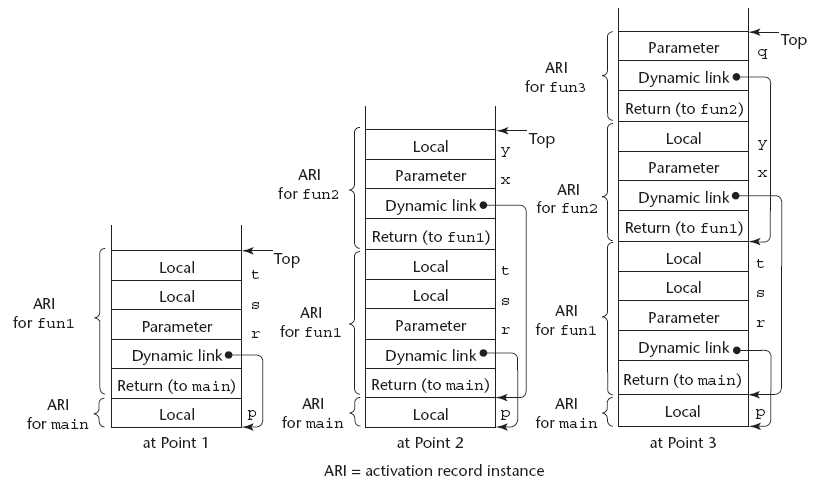 ARI
for fun1
Local
Local
Parameter
Dynamic link
Return (to main)
t
s
r
Top
ARI
for main
Local
p
at Point 1
ARI
for fun2
Local
Parameter
Dynamic link
Return (to fun1)
y
x
Top
ARI
for fun1
Local
Local
Parameter
Dynamic link
Return (to main)
t
s
r
ARI
for main
Local
p
at Point 2
ARI
for fun3
Parameter
Dynamic link
Return (to fun2)
q
Top
ARI
for fun2
Local
Parameter
Dynamic link
Return (to fun1)
y
x
ARI
for fun1
Local
Local
Parameter
Dynamic link
Return (to main)
t
s
r
ARI
for main
Local
p
at Point 3
ARI = activation record instance